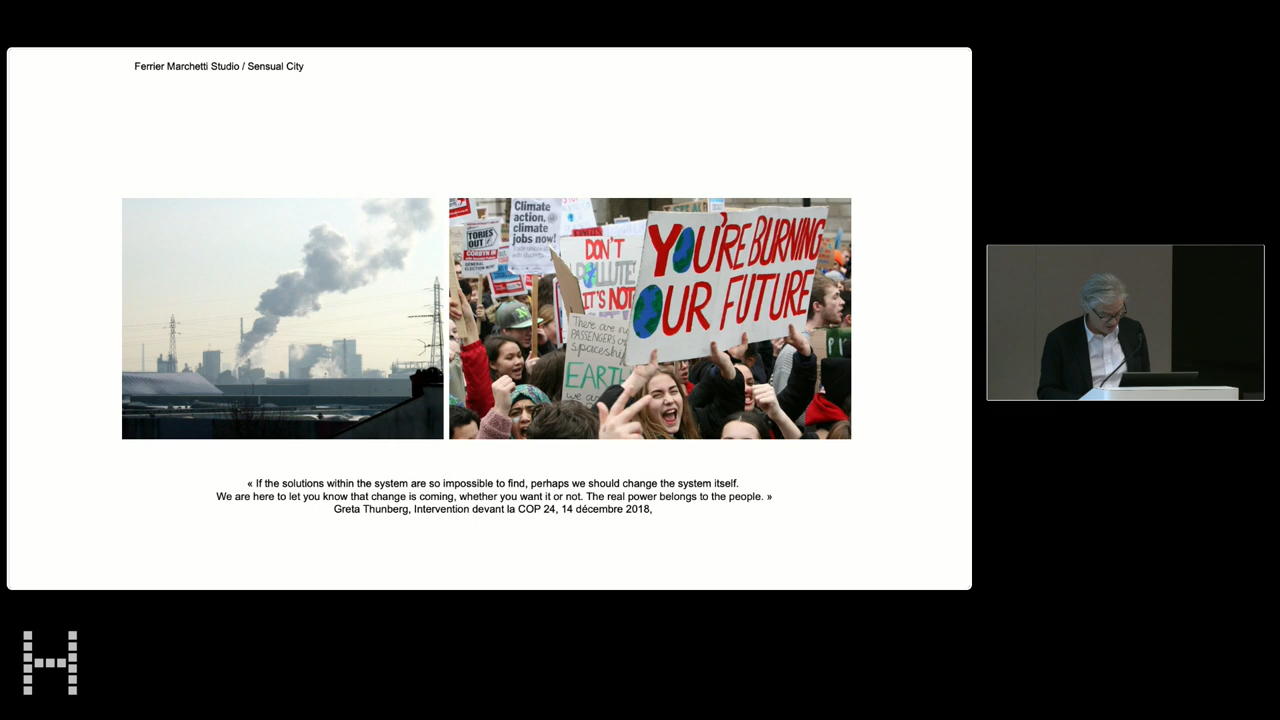 Ferrier Marchetti Studio / Sensual City
Climate
action,
climate
jobs now!
TORIES
OUT
CORBYN IN
GENERAL
ELECTION NOW
DON'T
POLLUTE
IT'S NOT
YOU'RE BURNING
OUR FUTURE
There are no
PASSENGERS on
spaceship
EARTH
we are
« If the solutions within the system are so impossible to find, perhaps we should change the system itself.
We are here to let you know that change is coming, whether you want it or not. The real power belongs to the people. »
Greta Thunberg, Intervention devant la COP 24, 14 décembre 2018,
H